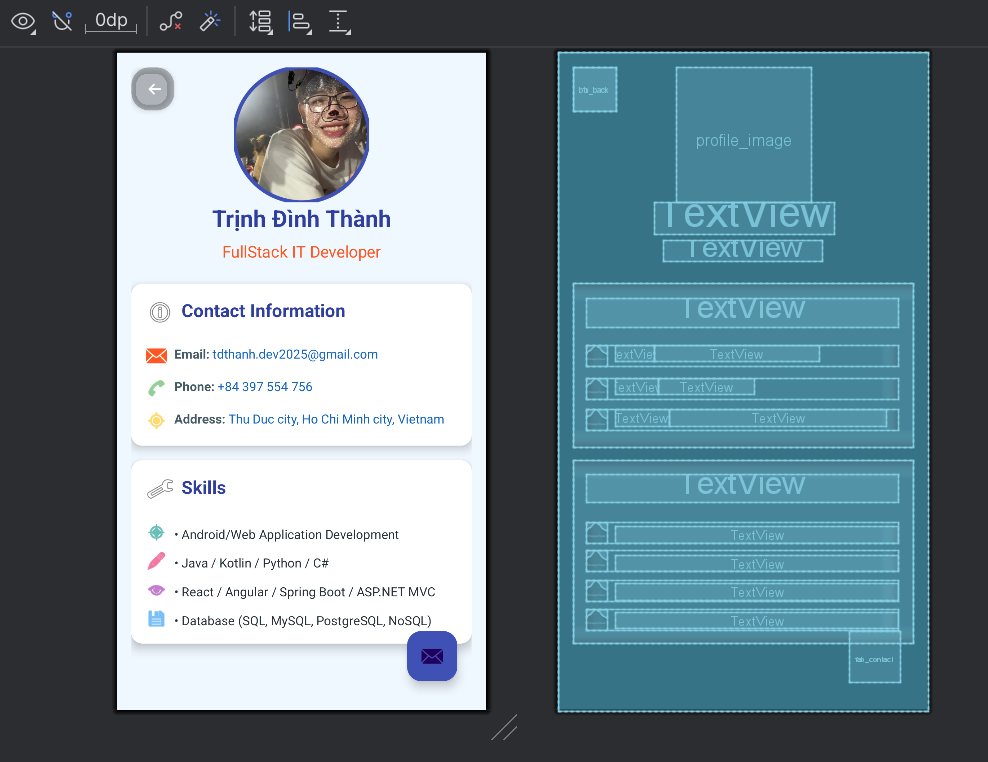 0dp
Trịnh Đình Thành
FullStack IT Developer
Contact Information
Email: tdthanh.dev2025@gmail.com
Phone: +84 397 554 756
Address: Thu Duc city, Ho Chi Minh city, Vietnam
Skills
• Android/Web Application Development
• Java / Kotlin / Python / C#
• React / Angular / Spring Boot / ASP.NET MVC
• Database (SQL, MySQL, PostgreSQL, NoSQL)
btn_back
profile_image
TextView
TextView
TextView
TextView TextView
TextView TextView
TextView TextView
TextView
TextView
TextView
TextView
TextView
fab_contact